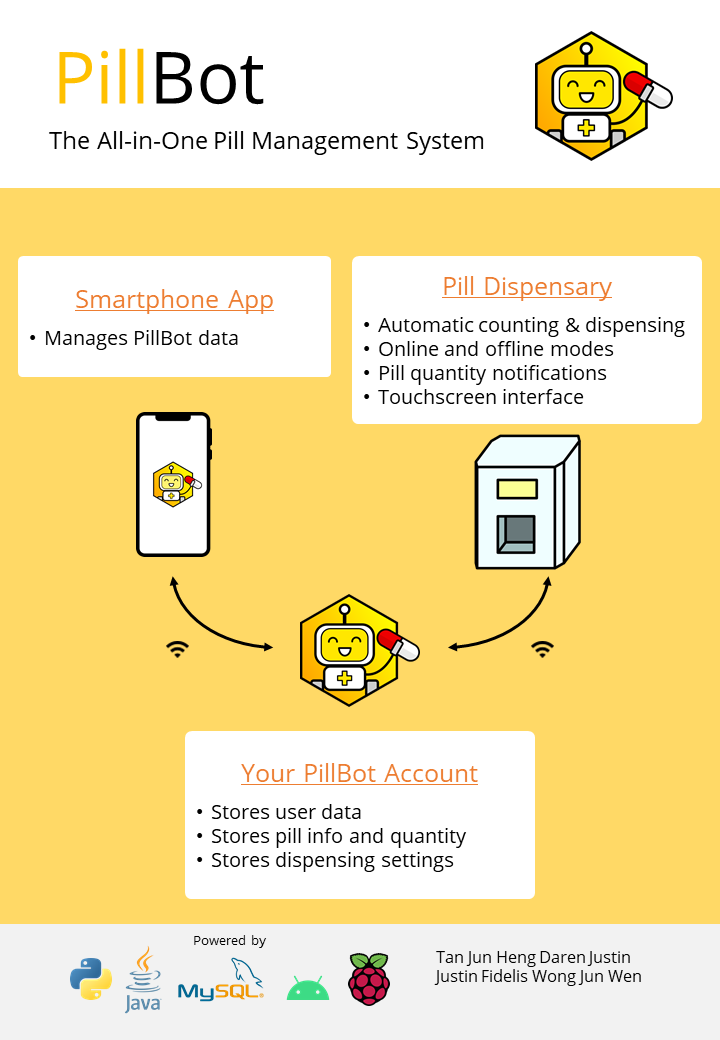 PillBot
The All-in-One Pill Management System
Smartphone App
• Manages PillBot data
Pill Dispensary
• Automatic counting & dispensing
• Online and offline modes
• Pill quantity notifications
• Touchscreen interface
Your PillBot Account
• Stores user data
• Stores pill info and quantity
• Stores dispensing settings
Powered by
Java
MySQL
Tan Jun Heng Daren Justin
Justin Fidelis Wong Jun Wen